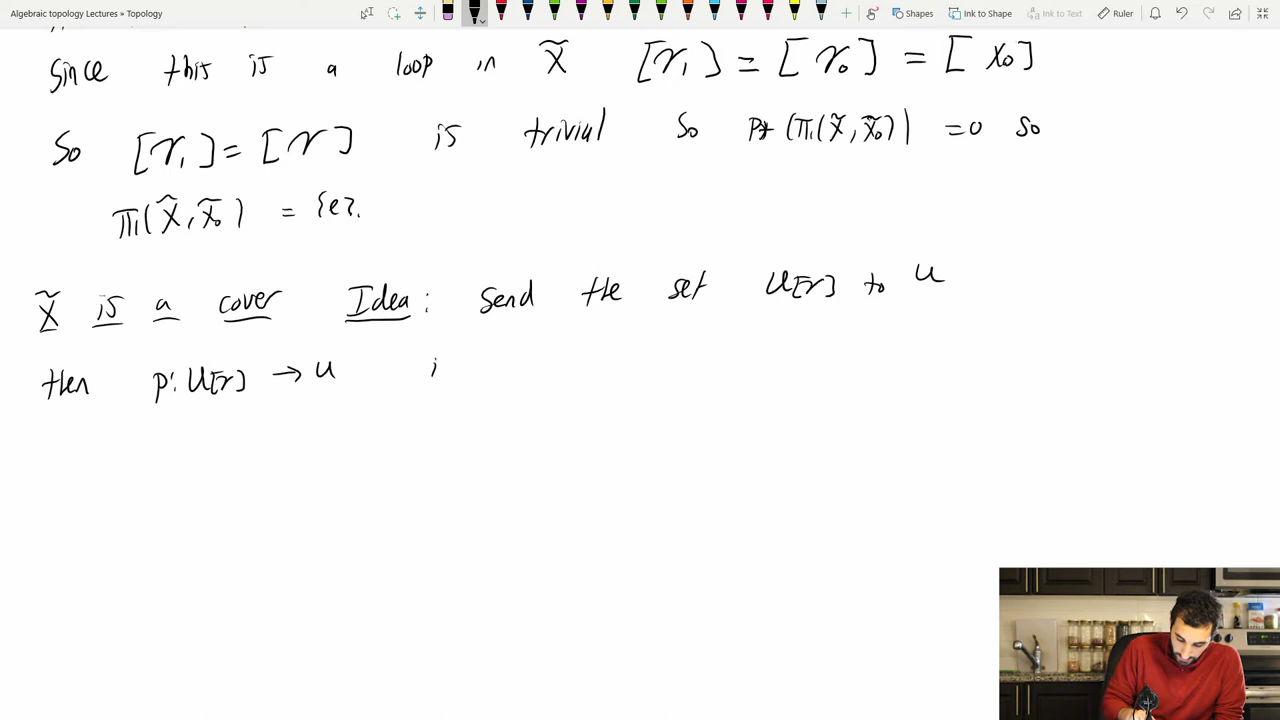 Algebraic topology Lectures » Topology
Shapes Ink to Shape Ink to Text Ruler
Since this is a loop in X̃ [γ₁] = [γ₀] = [x₀]
So [γ₁] = [γ] is trivial So p* (π₁(X̃, x̃₀)) = 0 so
π₁(X̃, x̃₀) = {e}.
X̃ is a cover Idea: Send the set U[γ] to U
then p: U[γ] → U i